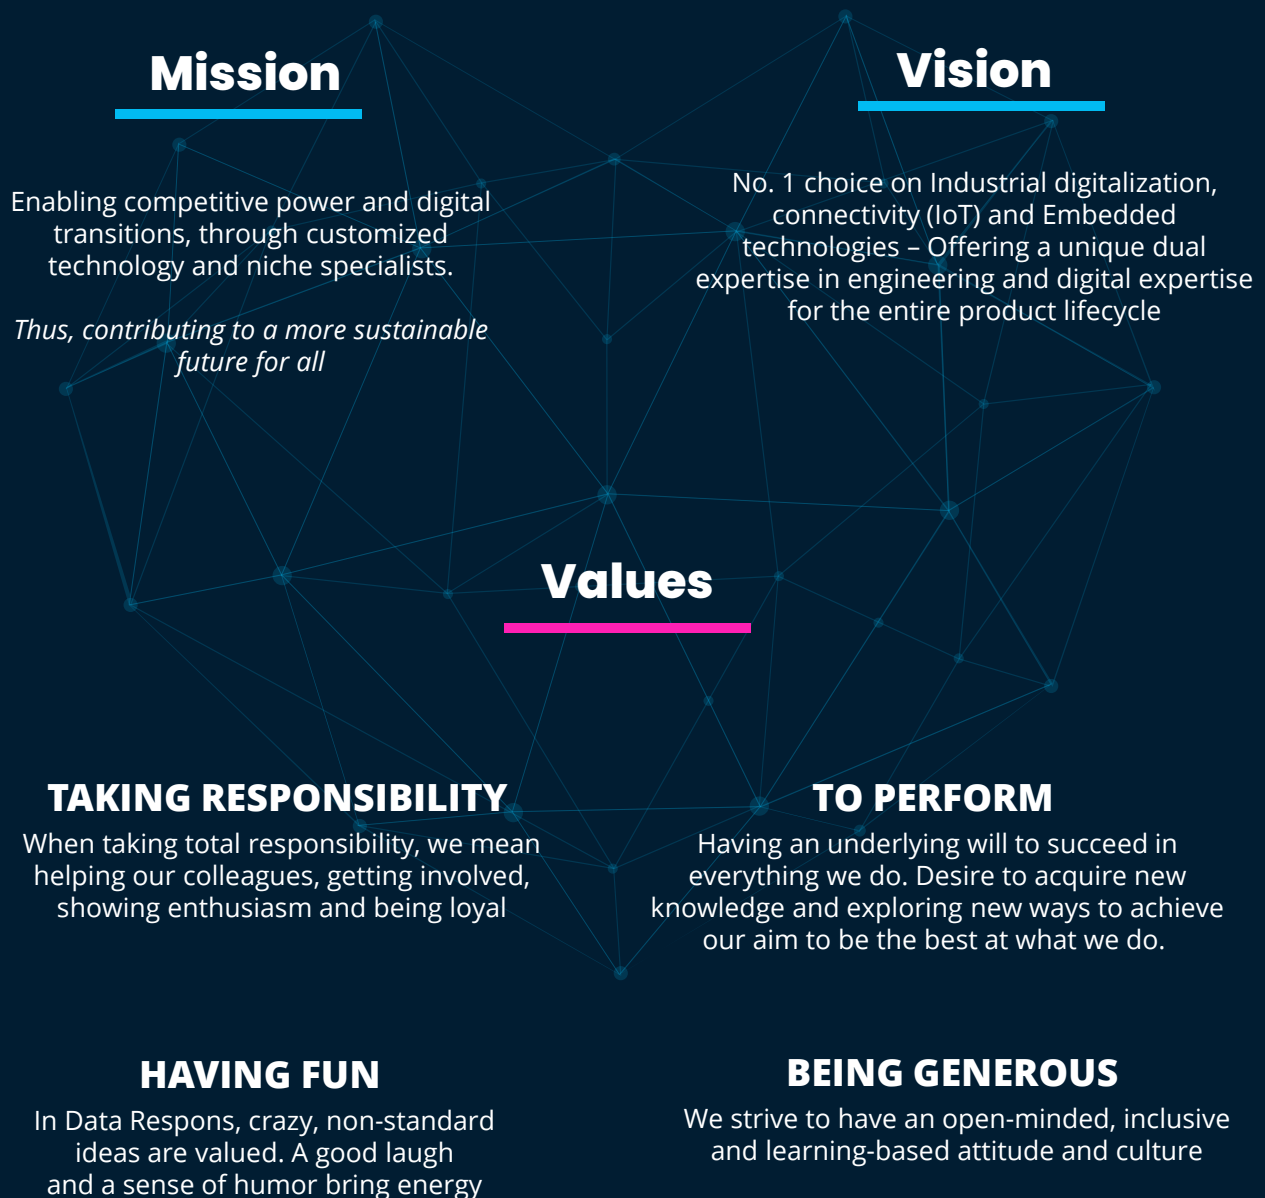 Mission
Enabling competitive power and digital
transitions, through customized
technology and niche specialists.
Thus, contributing to a more sustainable
future for all
Vision
No. 1 choice on Industrial digitalization,
connectivity (IoT) and Embedded
technologies – Offering a unique dual
expertise in engineering and digital expertise
for the entire product lifecycle
Values
TAKING RESPONSIBILITY
When taking total responsibility, we mean
helping our colleagues, getting involved,
showing enthusiasm and being loyal
TO PERFORM
Having an underlying will to succeed in
everything we do. Desire to acquire new
knowledge and exploring new ways to achieve
our aim to be the best at what we do.
HAVING FUN
In Data Respons, crazy, non-standard
ideas are valued. A good laugh
and a sense of humor bring energy
BEING GENEROUS
We strive to have an open-minded, inclusive
and learning-based attitude and culture